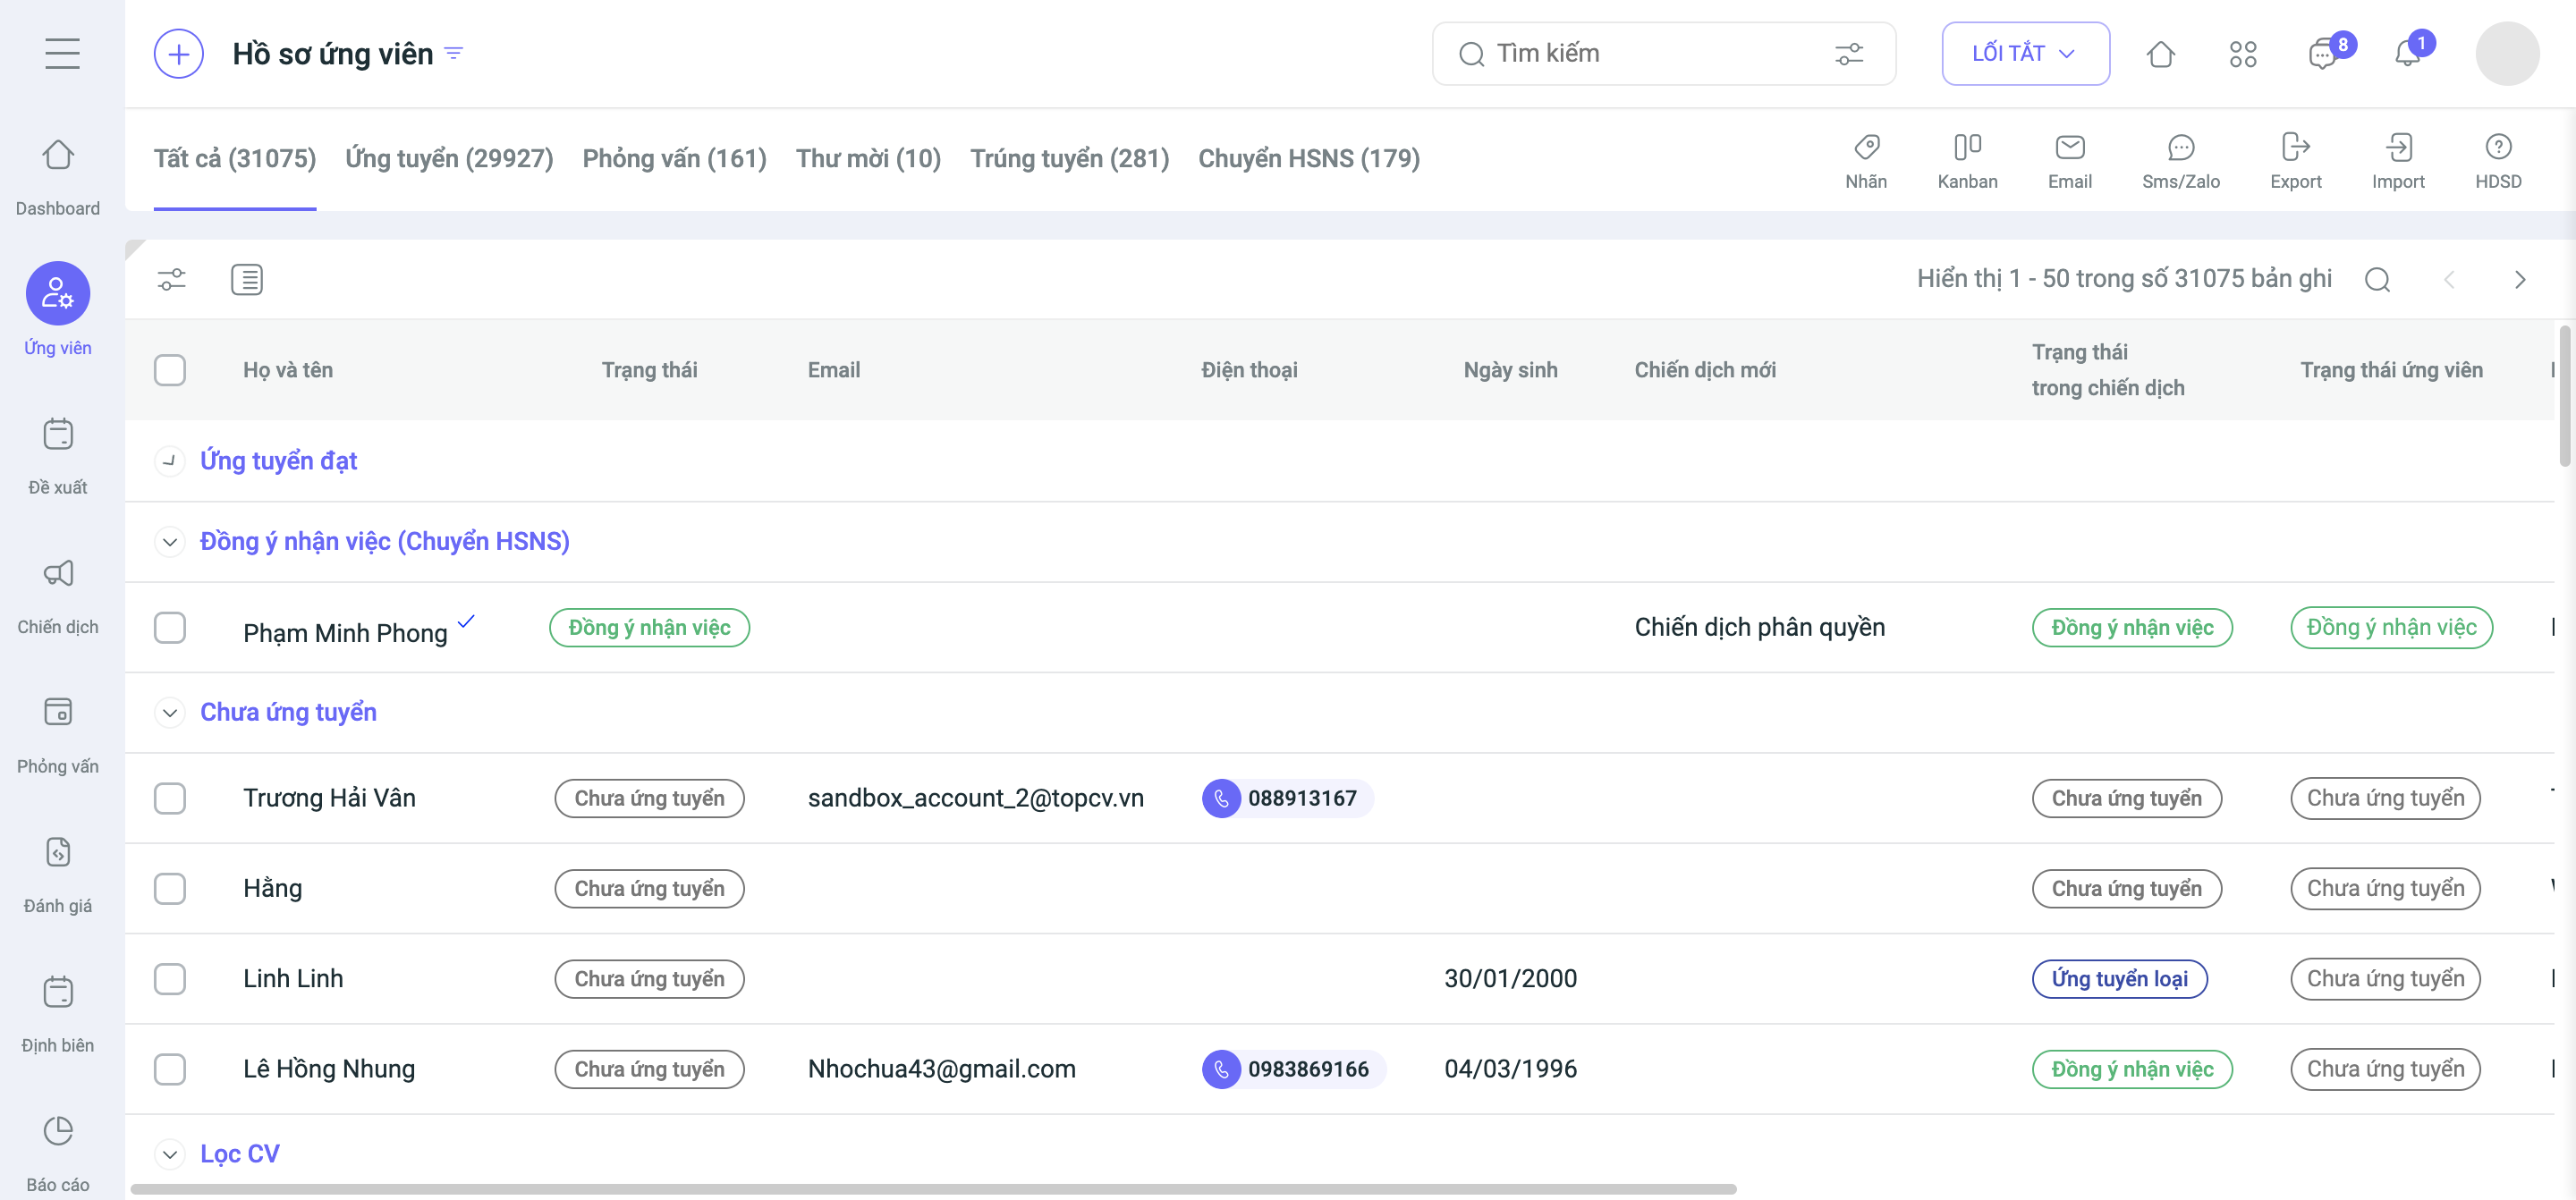 Hồ sơ ứng viên
Tìm kiếm
LỐI TẮT
8
1
Tất cả (31075)
Ứng tuyển (29927)
Phỏng vấn (161)
Thư mời (10)
Trúng tuyển (281)
Chuyển HSNS (179)
Nhãn
Kanban
Email
Sms/Zalo
Export
Import
HDSD
Dashboard
Ứng viên
Đề xuất
Chiến dịch
Phỏng vấn
Đánh giá
Định biên
Báo cáo
Hiển thị 1 - 50 trong số 31075 bản ghi
Họ và tên
Trạng thái
Email
Điện thoại
Ngày sinh
Chiến dịch mới
Trạng thái
trong chiến dịch
Trạng thái ứng viên
Ứng tuyển đạt
Đồng ý nhận việc (Chuyển HSNS)
Phạm Minh Phong
Đồng ý nhận việc
Chiến dịch phân quyền
Đồng ý nhận việc
Đồng ý nhận việc
Chưa ứng tuyển
Trương Hải Vân
Chưa ứng tuyển
sandbox_account_2@topcv.vn
088913167
Chưa ứng tuyển
Chưa ứng tuyển
Hằng
Chưa ứng tuyển
Chưa ứng tuyển
Chưa ứng tuyển
Linh Linh
Chưa ứng tuyển
30/01/2000
Ứng tuyển loại
Chưa ứng tuyển
Lê Hồng Nhung
Chưa ứng tuyển
Nhochua43@gmail.com
0983869166
04/03/1996
Đồng ý nhận việc
Chưa ứng tuyển
Lọc CV